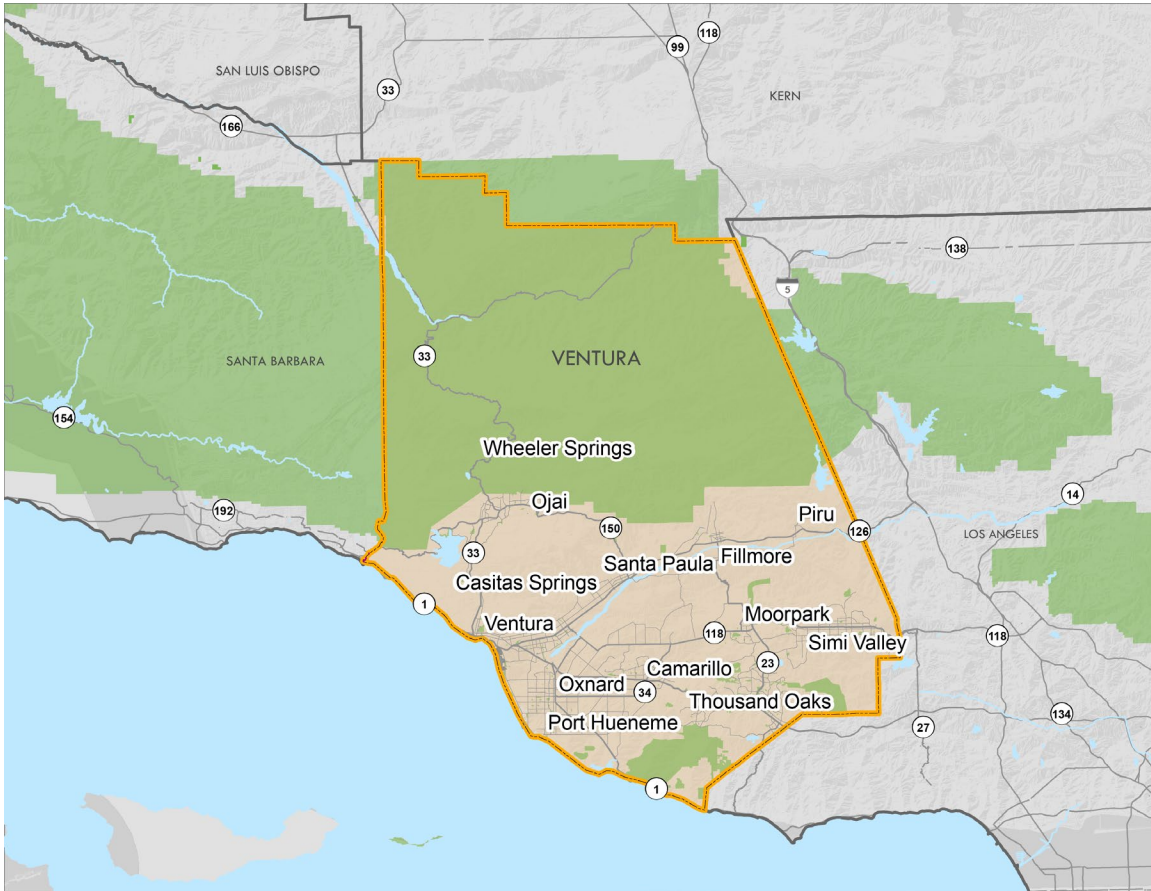 118
99
SAN LUIS OBISPO
33
KERN
166
138
5
33
VENTURA
SANTA BARBARA
154
Wheeler Springs
14
Ojai
192
Piru
150
126
LOS ANGELES
33
Santa Paula
Fillmore
Casitas Springs
1
Moorpark
Ventura
118
118
Simi Valley
23
Camarillo
Oxnard
34
Thousand Oaks
134
Port Hueneme
27
1